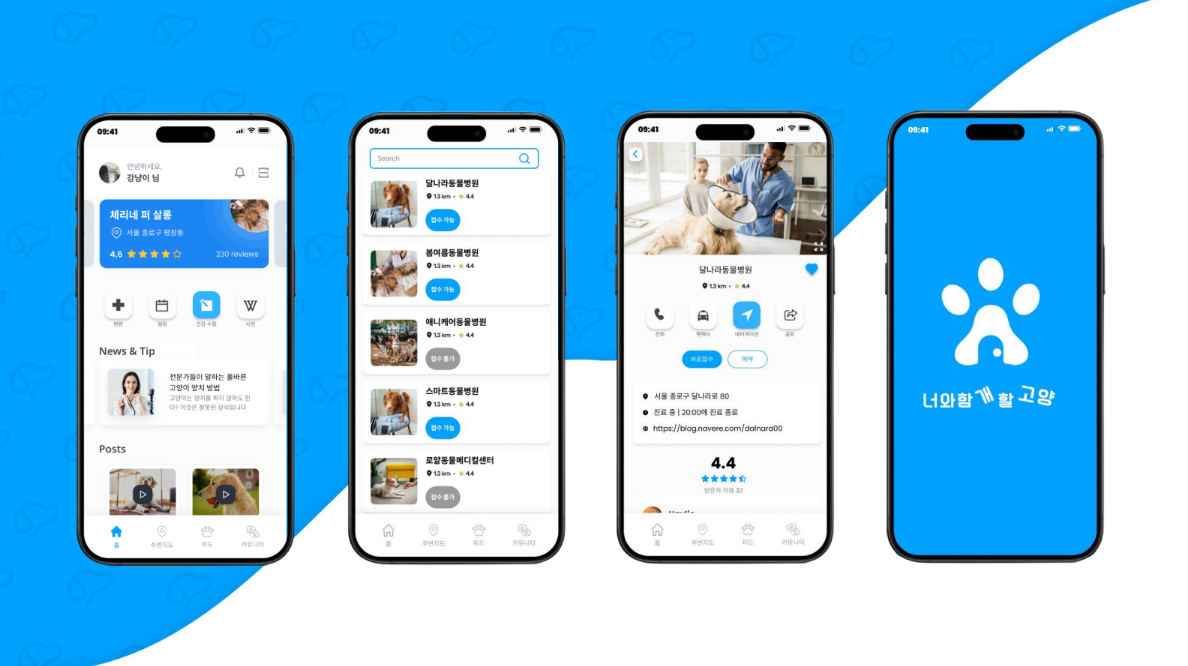 09:41
안녕하세요,
강냥이 님
체리네 퍼 살롱
서울 종로구 평창동
4,6
230 reviews
병원
알림
건강 수첩
사전
News & Tip
전문가들이 말하는 올바른
고양이 양치 방법
고양이는 양치를 하지 않아도 된
다? 이것은 잘못된 상식입니다
Posts
홈
주변지도
피드
커뮤니티
09:41
Search
달나라동물병원
1.3 km • 4.4
접수 가능
봄여름동물병원
1.3 km • 4.4
접수 가능
애니케어동물병원
1.3 km • 4.4
접수 불가
스마트동물병원
1.3 km • 4.4
접수 가능
로얄동물메디컬센터
1.3 km • 4.4
접수 불가
홈
주변지도
피드
커뮤니티
09:41
달나라동물병원
1.3 km • 4.4
전화
펫택시
네비게이션
공유
바로접수
예약
서울 종로구 달나라로 80
진료 중 | 20:00에 진료 종료
https://blog.navere.com/dalnara00
4.4
방문자 리뷰 37
홈
주변지도
피드
커뮤니티
09:41
너와함개 할 고양